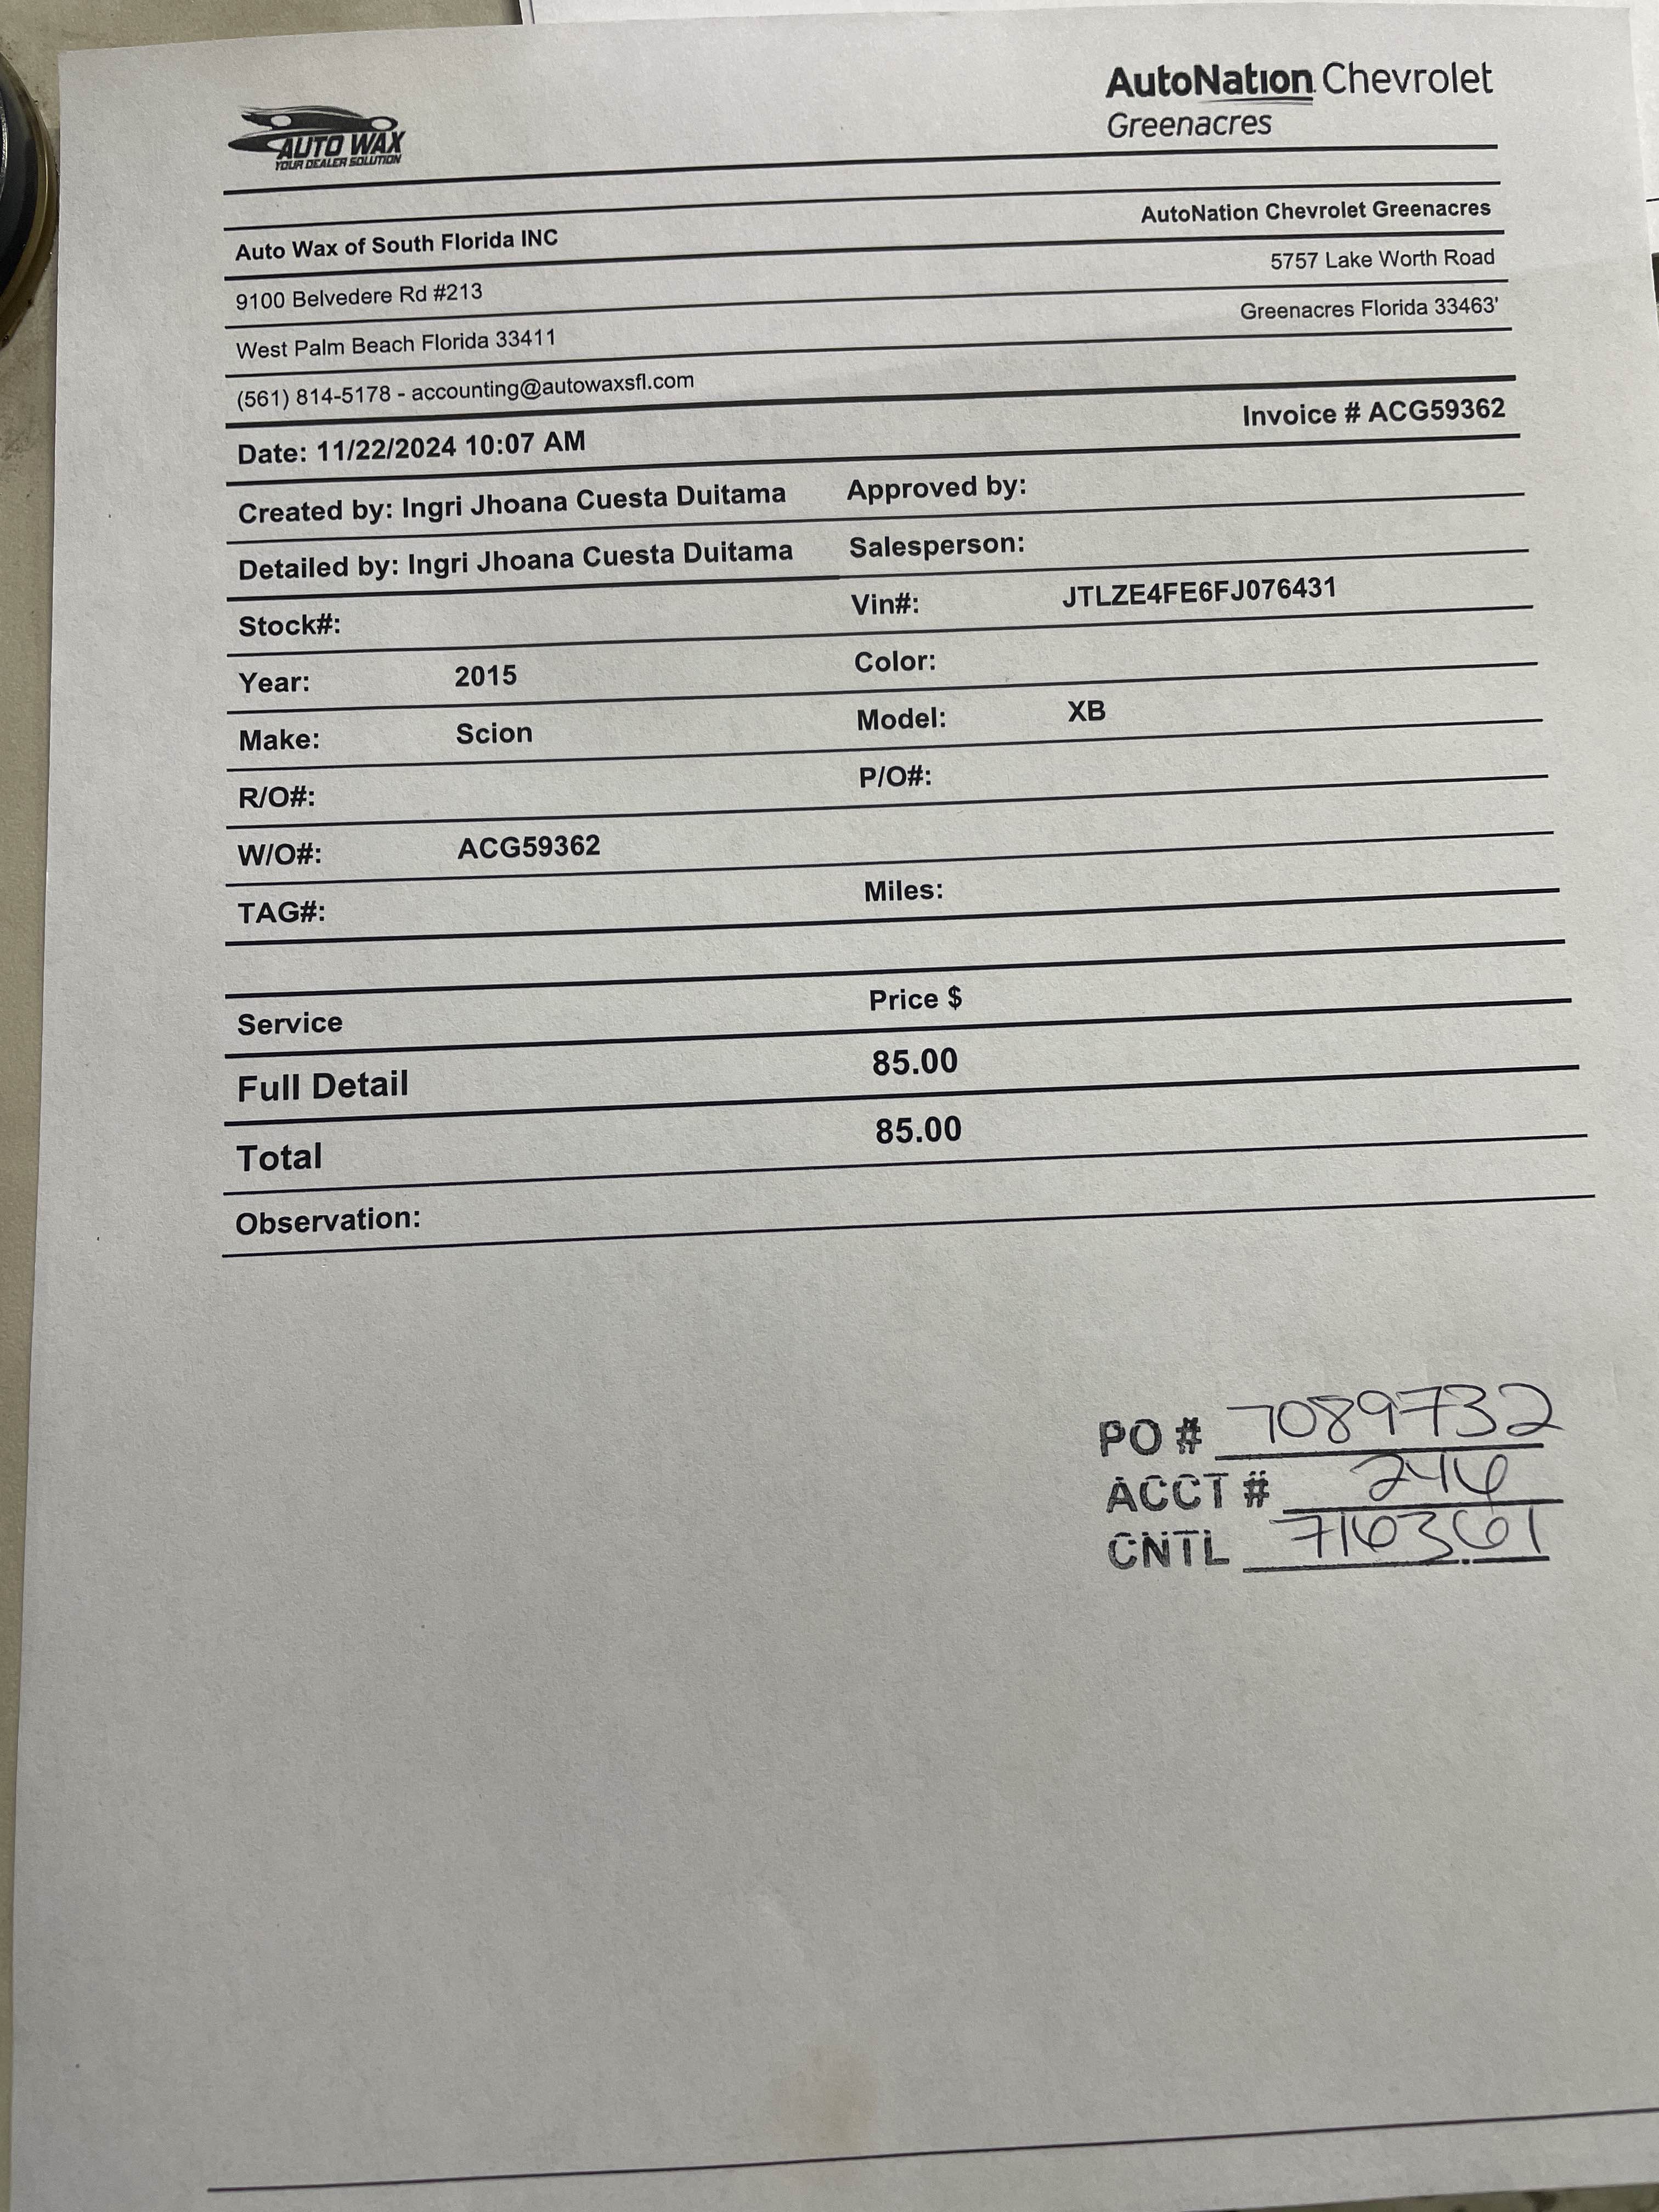 AUTO WAX
YOUR DEALER SOLUTION
AutoNation Chevrolet
Greenacres
AutoNation Chevrolet Greenacres
Auto Wax of South Florida INC
5757 Lake Worth Road
9100 Belvedere Rd #213
Greenacres Florida 33463'
West Palm Beach Florida 33411
(561) 814-5178 - accounting@autowaxsfl.com
Invoice # ACG59362
Date: 11/22/2024 10:07 AM
Created by: Ingri Jhoana Cuesta Duitama Approved by:
Detailed by: Ingri Jhoana Cuesta Duitama Salesperson:
Stock#: Vin#: JTLZE4FE6FJ076431
Year: 2015 Color:
Make: Scion Model: XB
R/O#: P/O#:
W/O#: ACG59362
TAG#: Miles:
Service Price $
Full Detail 85.00
Total 85.00
Observation:
PO # 7089732
ACCT # 246
CNTL 716361